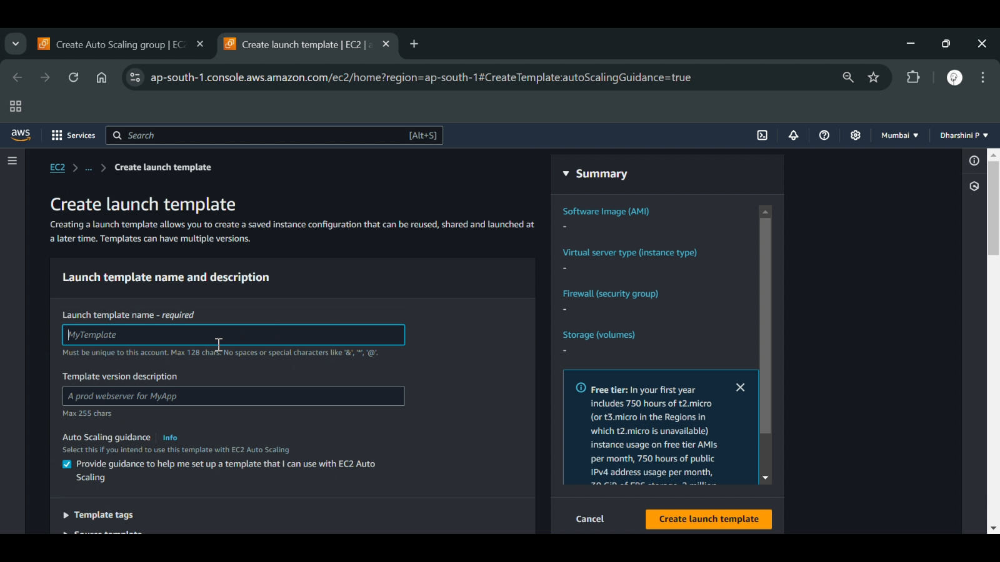 Create Auto Scaling group | EC
Create launch template | EC2 |
ap-south-1.console.aws.amazon.com/ec2/home?region=ap-south-1#CreateTemplate:autoScalingGuidance=true
aws
Services
Search
[Alt+S]
Mumbai
Dharshini P
EC2
...
Create launch template
Create launch template
Creating a launch template allows you to create a saved instance configuration that can be reused, shared and launched at
a later time. Templates can have multiple versions.
Launch template name and description
Launch template name - required
MyTemplate
Must be unique to this account. Max 128 chars. No spaces or special characters like '&', '*', '@'.
Template version description
A prod webserver for MyApp
Max 255 chars
Auto Scaling guidance
Info
Select this if you intend to use this template with EC2 Auto Scaling
Provide guidance to help me set up a template that I can use with EC2 Auto
Scaling
Template tags
Source template
Summary
Software Image (AMI)
-
Virtual server type (instance type)
-
Firewall (security group)
-
Storage (volumes)
-
Free tier: In your first year
includes 750 hours of t2.micro
(or t3.micro in the Regions in
which t2.micro is unavailable)
instance usage on free tier AMIs
per month, 750 hours of public
IPv4 address usage per month,
Cancel
Create launch template